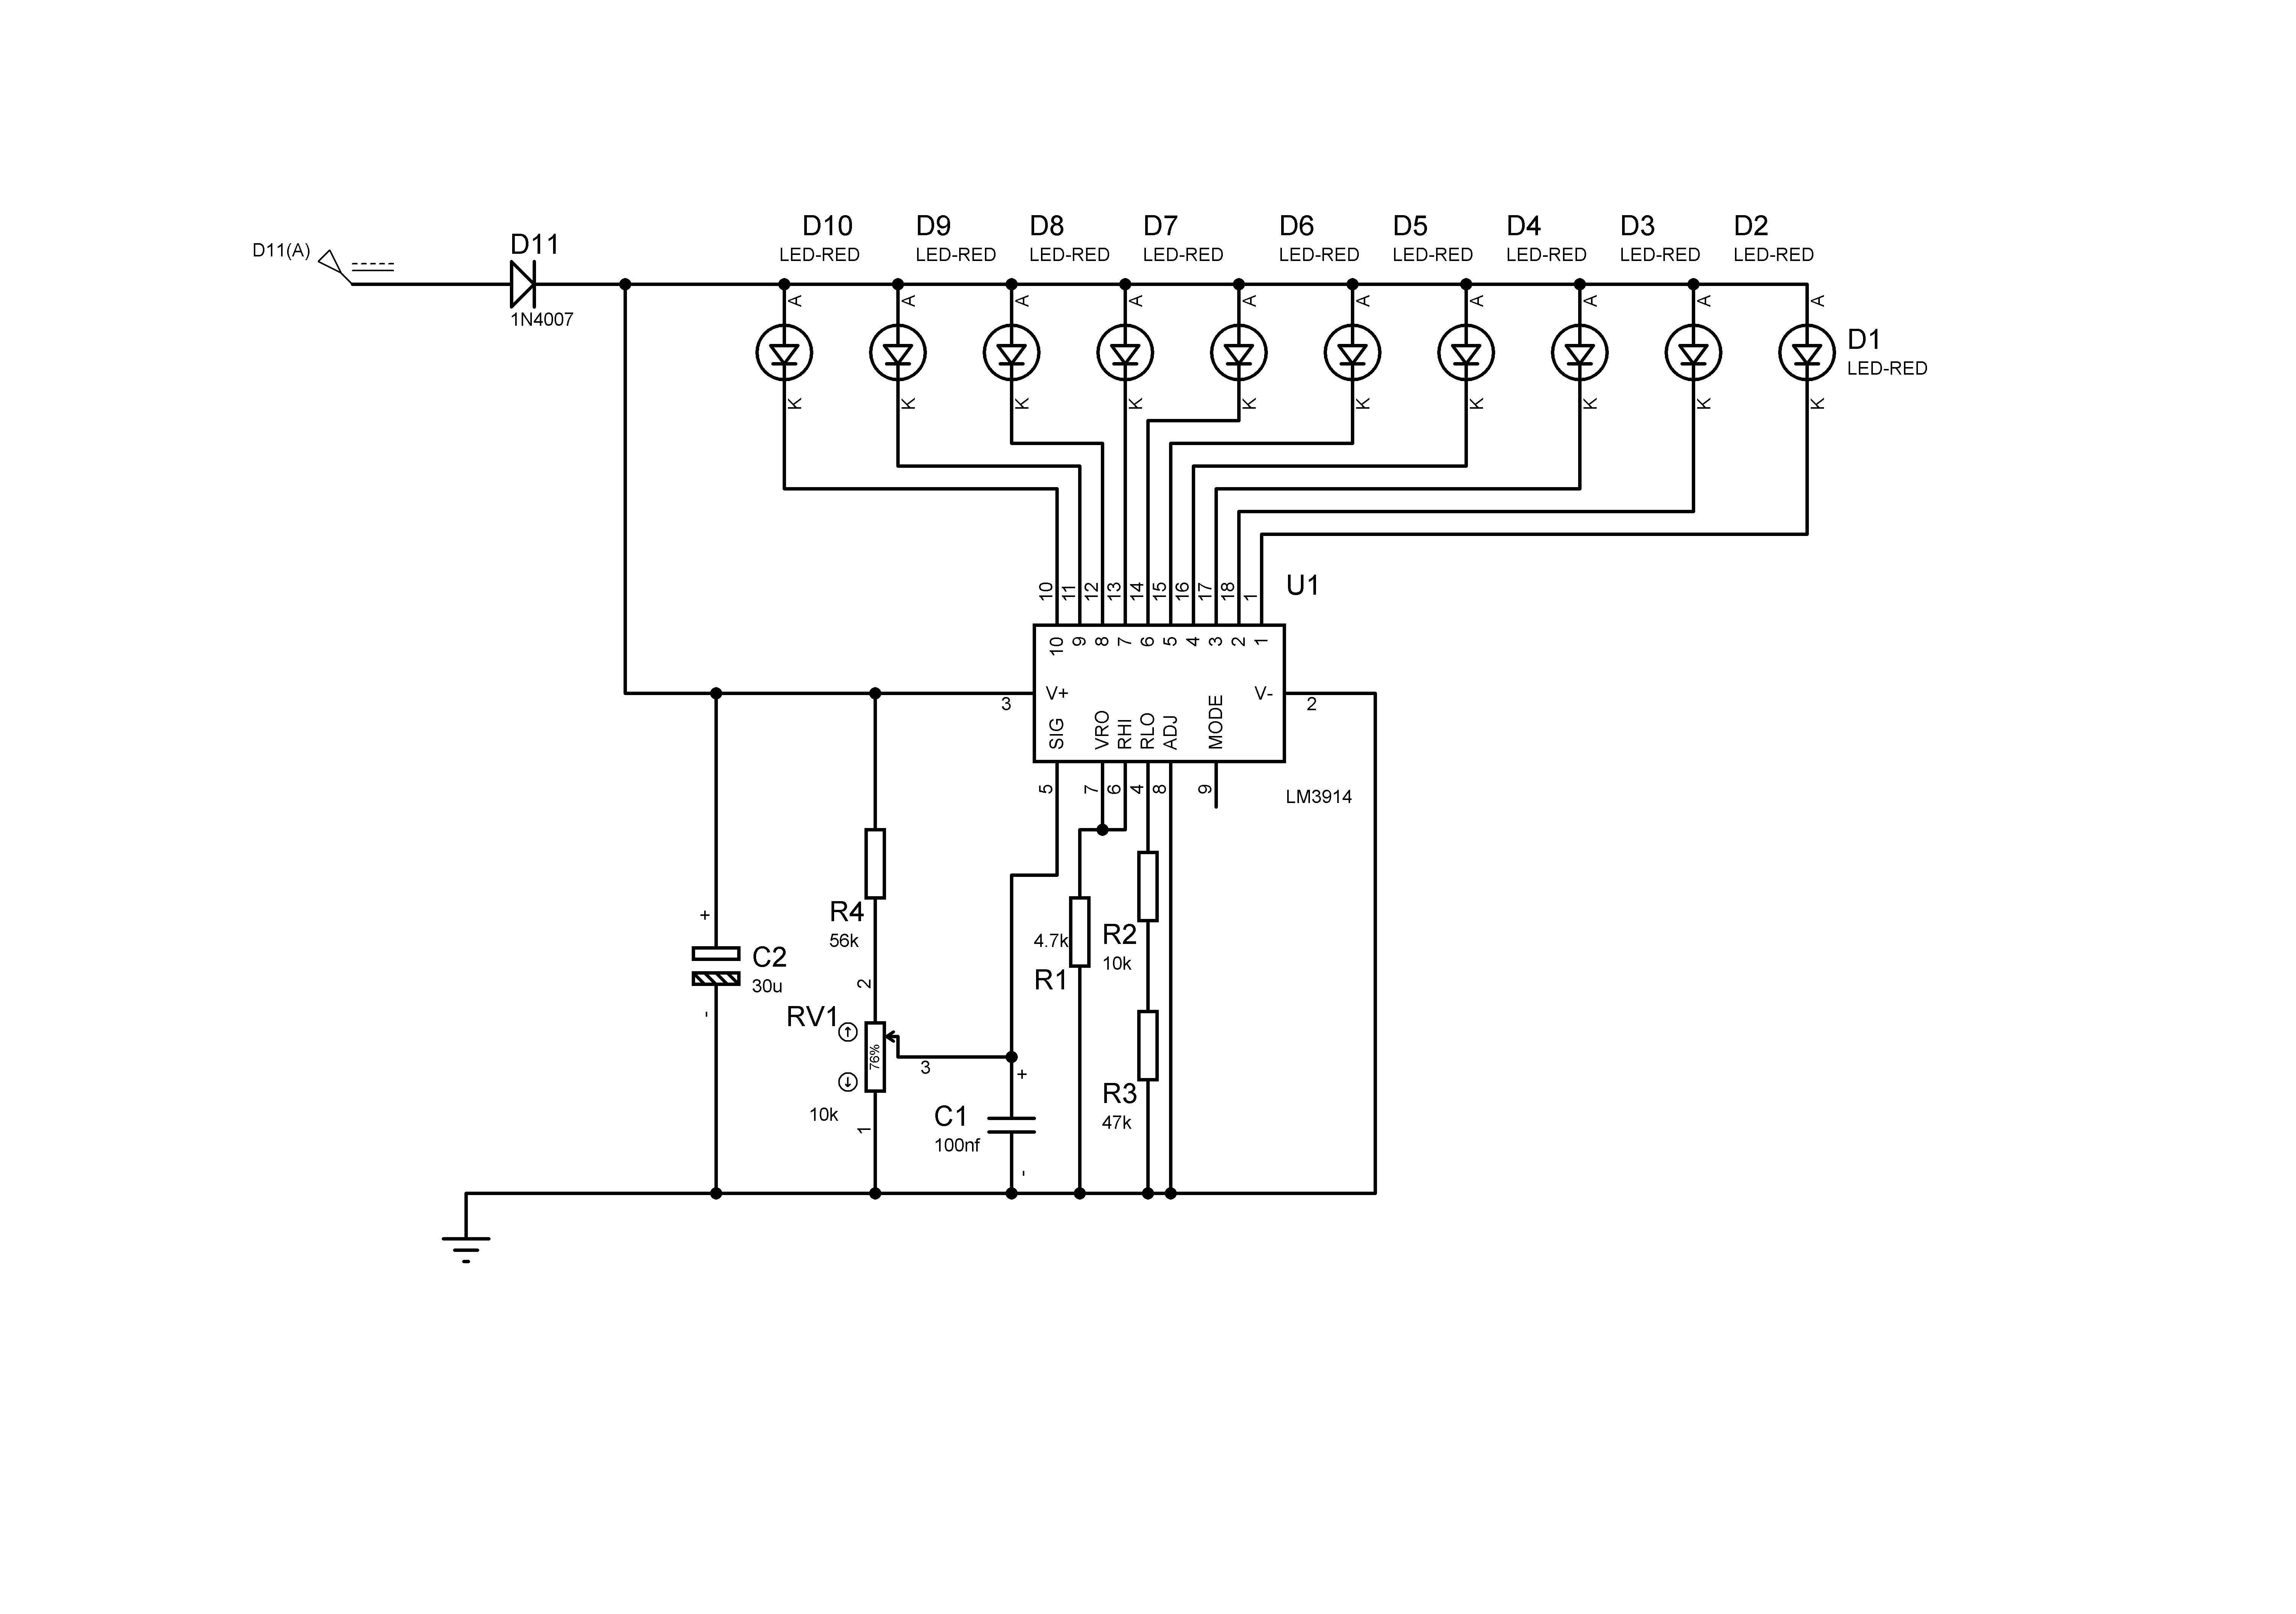 D10 D9 D8 D7 D6 D5 D4 D3 D2
D11(A) D11 LED-RED LED-RED LED-RED LED-RED LED-RED LED-RED LED-RED LED-RED LED-RED
A A A A A A A A A A
1N4007
D1
LED-RED
K K K K K K K K K K
10 11 12 13 14 15 16 17 18 1
U1
10 9 8 7 6 5 4 3 2 1
3 V+ V- 2
SIG VRO RHI RLO ADJ MODE
5 7 6 4 8 9
LM3914
R4
56k
+
C2
30u
-
4.7k
R1
R2
10k
2
RV1
76%
3
10k
1
+
C1
100nf
-
R3
47k